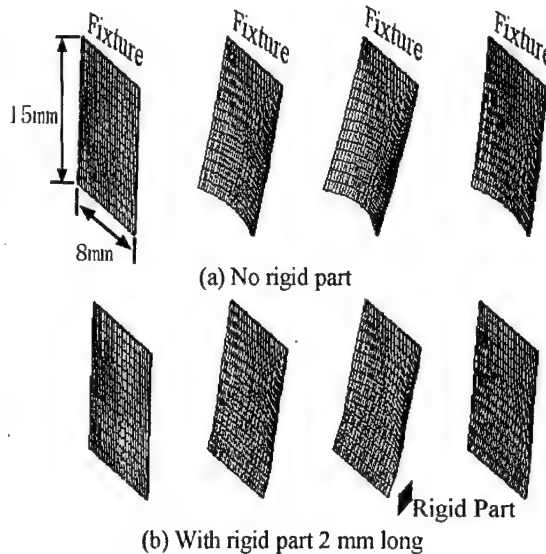 Fixture
Fixture
Fixture
Fixture
15mm
8mm
(a) No rigid part
Rigid Part
(b) With rigid part 2 mm long